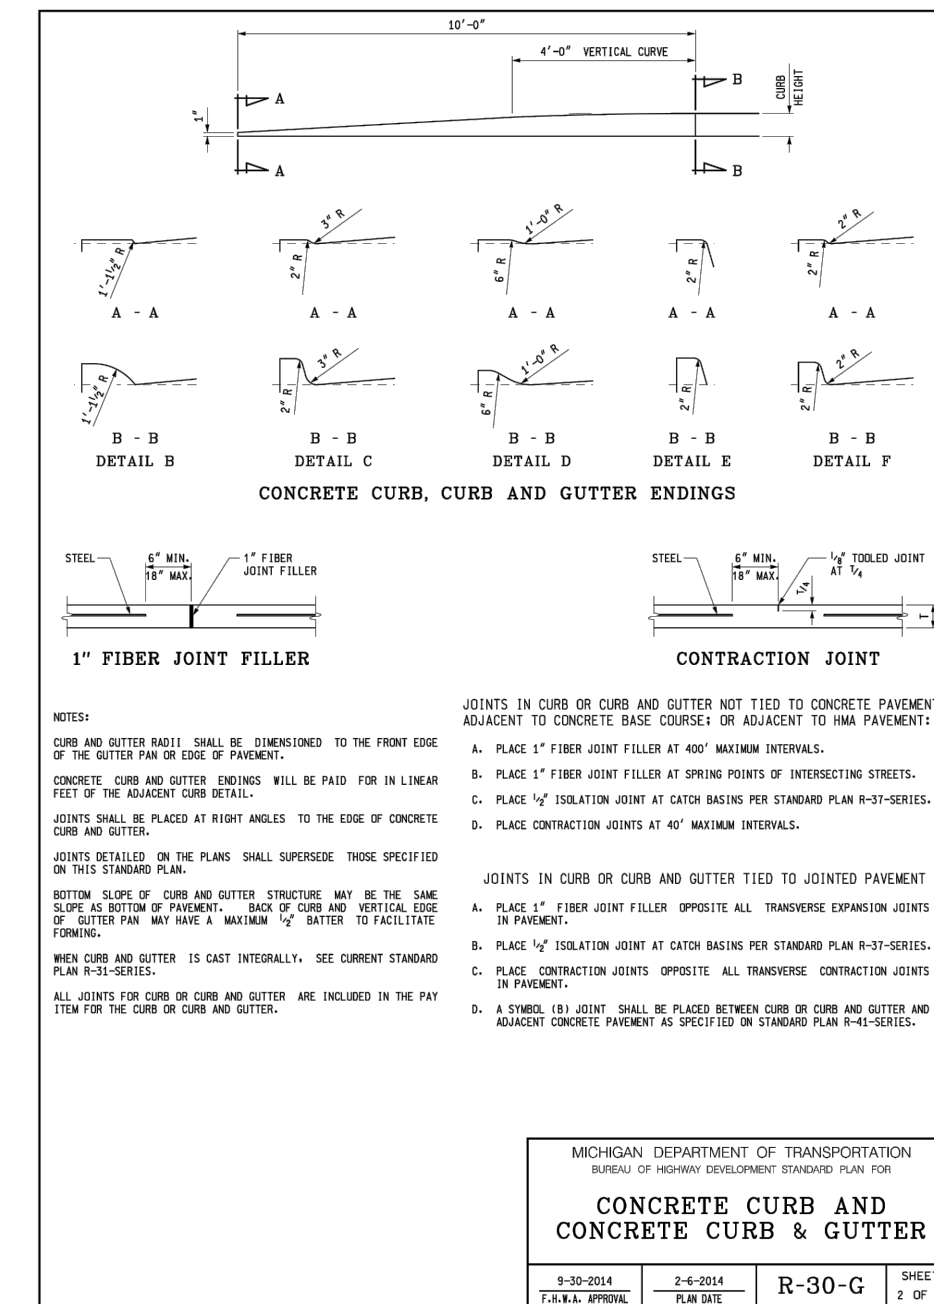 10'-0"
4'-0" VERTICAL CURVE
A
B
CURB HEIGHT
1"
A
B
1'-1½" R
3" R
2" R
1'-0" R
6" R
2" R
2" R
2" R
A - A
A - A
A - A
A - A
A - A
1'-1½" R
3" R
2" R
1'-0" R
6" R
2" R
2" R
2" R
B - B
B - B
B - B
B - B
B - B
DETAIL B
DETAIL C
DETAIL D
DETAIL E
DETAIL F
CONCRETE CURB, CURB AND GUTTER ENDINGS
STEEL
6" MIN.
18" MAX.
1" FIBER
JOINT FILLER
1" FIBER JOINT FILLER
STEEL
6" MIN.
18" MAX.
⅛" TOOLED JOINT
AT T/4
T/4
T
CONTRACTION JOINT
NOTES:
CURB AND GUTTER RADII SHALL BE DIMENSIONED TO THE FRONT EDGE
OF THE GUTTER PAN OR EDGE OF PAVEMENT.
CONCRETE CURB AND GUTTER ENDINGS WILL BE PAID FOR IN LINEAR
FEET OF THE ADJACENT CURB DETAIL.
JOINTS SHALL BE PLACED AT RIGHT ANGLES TO THE EDGE OF CONCRETE
CURB AND GUTTER.
JOINTS DETAILED ON THE PLANS SHALL SUPERSEDE THOSE SPECIFIED
ON THIS STANDARD PLAN.
BOTTOM SLOPE OF CURB AND GUTTER STRUCTURE MAY BE THE SAME
SLOPE AS BOTTOM OF PAVEMENT. BACK OF CURB AND VERTICAL EDGE
OF GUTTER PAN MAY HAVE A MAXIMUM ½" BATTER TO FACILITATE
FORMING.
WHEN CURB AND GUTTER IS CAST INTEGRALLY, SEE CURRENT STANDARD
PLAN R-31-SERIES.
ALL JOINTS FOR CURB OR CURB AND GUTTER ARE INCLUDED IN THE PAY
ITEM FOR THE CURB OR CURB AND GUTTER.
JOINTS IN CURB OR CURB AND GUTTER NOT TIED TO CONCRETE PAVEMENT
ADJACENT TO CONCRETE BASE COURSE; OR ADJACENT TO HMA PAVEMENT:
A. PLACE 1" FIBER JOINT FILLER AT 400' MAXIMUM INTERVALS.
B. PLACE 1" FIBER JOINT FILLER AT SPRING POINTS OF INTERSECTING STREETS.
C. PLACE ½" ISOLATION JOINT AT CATCH BASINS PER STANDARD PLAN R-37-SERIES.
D. PLACE CONTRACTION JOINTS AT 40' MAXIMUM INTERVALS.
JOINTS IN CURB OR CURB AND GUTTER TIED TO JOINTED PAVEMENT
A. PLACE 1" FIBER JOINT FILLER OPPOSITE ALL TRANSVERSE EXPANSION JOINTS
IN PAVEMENT.
B. PLACE ½" ISOLATION JOINT AT CATCH BASINS PER STANDARD PLAN R-37-SERIES.
C. PLACE CONTRACTION JOINTS OPPOSITE ALL TRANSVERSE CONTRACTION JOINTS
IN PAVEMENT.
D. A SYMBOL (B) JOINT SHALL BE PLACED BETWEEN CURB OR CURB AND GUTTER AND
ADJACENT CONCRETE PAVEMENT AS SPECIFIED ON STANDARD PLAN R-41-SERIES.
MICHIGAN DEPARTMENT OF TRANSPORTATION
BUREAU OF HIGHWAY DEVELOPMENT STANDARD PLAN FOR
CONCRETE CURB AND
CONCRETE CURB & GUTTER
9-30-2014
F.H.W.A. APPROVAL
2-6-2014
PLAN DATE
R-30-G
SHEET
2 OF